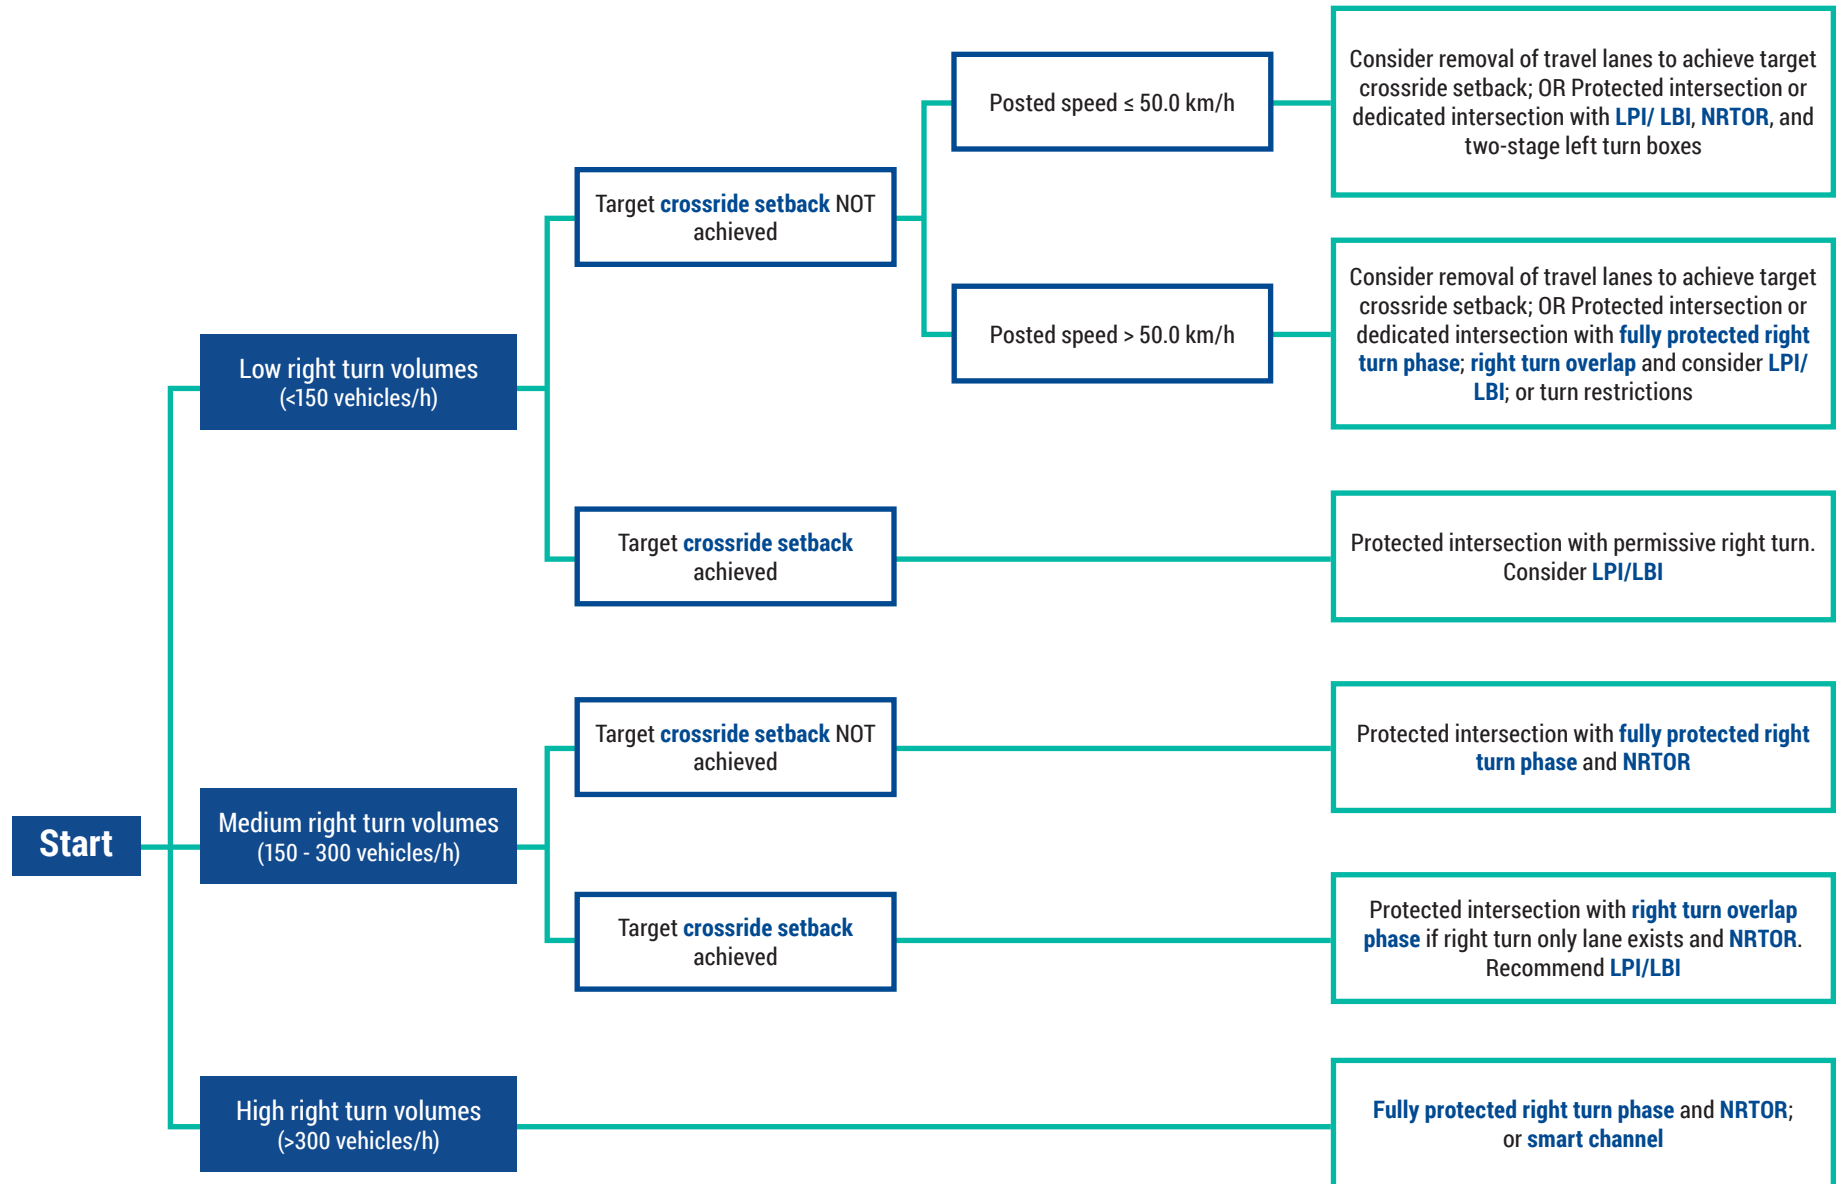 Start
Low right turn volumes
(<150 vehicles/h)
Target crossride setback NOT
achieved
Posted speed ≤ 50.0 km/h
Consider removal of travel lanes to achieve target
crossride setback; OR Protected intersection or
dedicated intersection with LPI/ LBI, NRTOR, and
two-stage left turn boxes
Posted speed > 50.0 km/h
Consider removal of travel lanes to achieve target
crossride setback; OR Protected intersection or
dedicated intersection with fully protected right
turn phase; right turn overlap and consider LPI/
LBI; or turn restrictions
Target crossride setback
achieved
Protected intersection with permissive right turn.
Consider LPI/LBI
Medium right turn volumes
(150 - 300 vehicles/h)
Target crossride setback NOT
achieved
Protected intersection with fully protected right
turn phase and NRTOR
Target crossride setback
achieved
Protected intersection with right turn overlap
phase if right turn only lane exists and NRTOR.
Recommend LPI/LBI
High right turn volumes
(>300 vehicles/h)
Fully protected right turn phase and NRTOR;
or smart channel